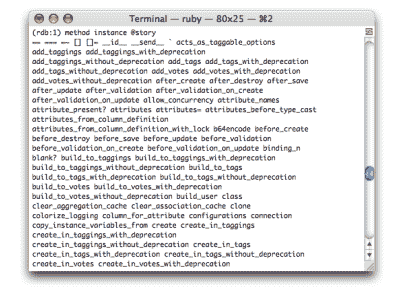 Terminal — ruby — 80x25 — ⌘2
(rdb:1) method instance @story
== === =~ [] []= __id__ __send__ ` acts_as_taggable_options
add_taggings add_taggings_with_deprecation
add_taggings_without_deprecation add_tags add_tags_with_deprecation
add_tags_without_deprecation add_votes add_votes_with_deprecation
add_votes_without_deprecation after_create after_destroy after_save
after_update after_validation after_validation_on_create
after_validation_on_update allow_concurrency attribute_names
attribute_present? attributes attributes= attributes_before_type_cast
attributes_from_column_definition
attributes_from_column_definition_with_lock b64encode before_create
before_destroy before_save before_update before_validation
before_validation_on_create before_validation_on_update binding_n
blank? build_to_taggings build_to_taggings_with_deprecation
build_to_taggings_without_deprecation build_to_tags
build_to_tags_with_deprecation build_to_tags_without_deprecation
build_to_votes build_to_votes_with_deprecation
build_to_votes_without_deprecation build_user class
clear_aggregation_cache clear_association_cache clone
colorize_logging column_for_attribute configurations connection
copy_instance_variables_from create create_in_taggings
create_in_taggings_with_deprecation
create_in_taggings_without_deprecation create_in_tags
create_in_tags_with_deprecation create_in_tags_without_deprecation
create_in_votes create_in_votes_with_deprecation